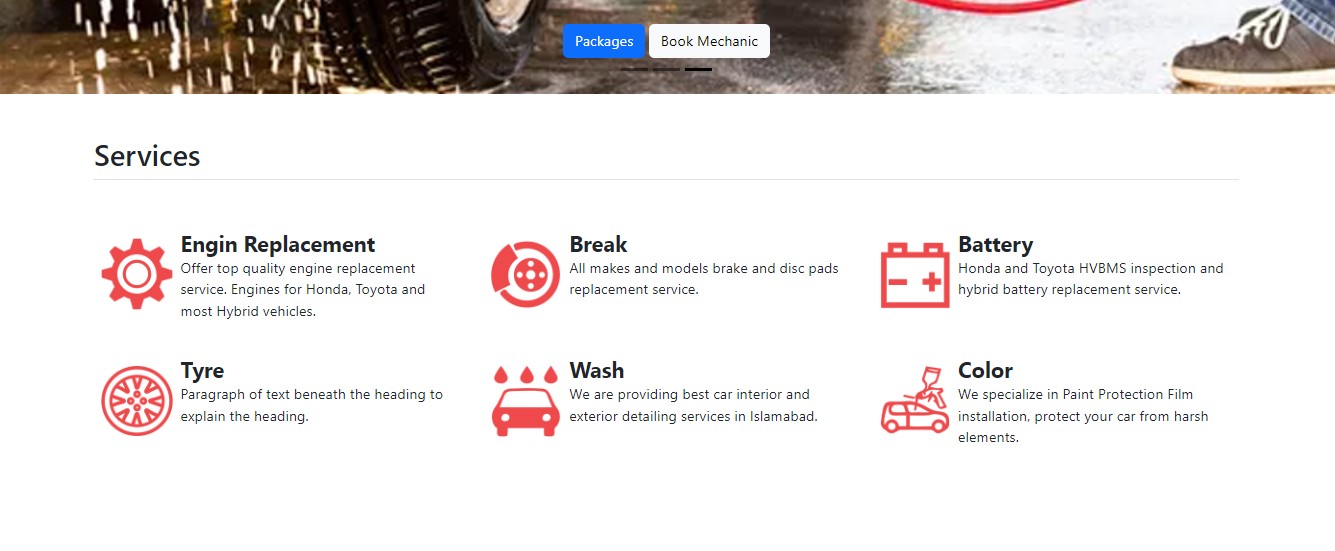 Packages Book Mechanic
Services
Engin Replacement
Offer top quality engine replacement
service. Engines for Honda, Toyota and
most Hybrid vehicles.
Break
All makes and models brake and disc pads
replacement service.
Battery
Honda and Toyota HVBMS inspection and
hybrid battery replacement service.
Tyre
Paragraph of text beneath the heading to
explain the heading.
Wash
We are providing best car interior and
exterior detailing services in Islamabad.
Color
We specialize in Paint Protection Film
installation, protect your car from harsh
elements.